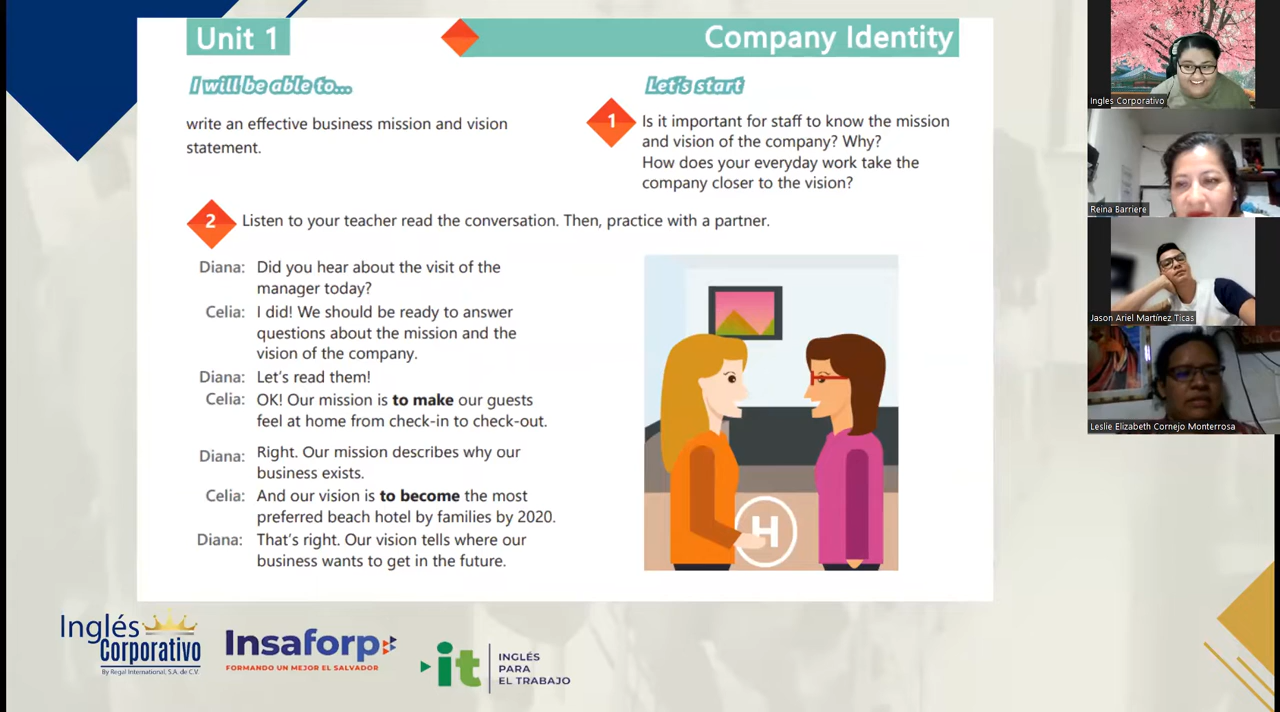 Unit 1
Company Identity
I will be able to...
write an effective business mission and vision
statement.
Let's start
1
Is it important for staff to know the mission
and vision of the company? Why?
How does your everyday work take the
company closer to the vision?
2
Listen to your teacher read the conversation. Then, practice with a partner.
Diana: Did you hear about the visit of the
manager today?
Celia: I did! We should be ready to answer
questions about the mission and the
vision of the company.
Diana: Let's read them!
Celia: OK! Our mission is to make our guests
feel at home from check-in to check-out.
Diana: Right. Our mission describes why our
business exists.
Celia: And our vision is to become the most
preferred beach hotel by families by 2020.
Diana: That's right. Our vision tells where our
business wants to get in the future.
H
Inglés
Corporativo
By Regal International, S.A. de C.V.
Insaforp
FORMANDO UN MEJOR EL SALVADOR
it
INGLÉS
PARA
EL TRABAJO
Ingles Corporativo
Reina Barriere
Jason Ariel Martínez Ticas
Leslie Elizabeth Cornejo Monterrosa